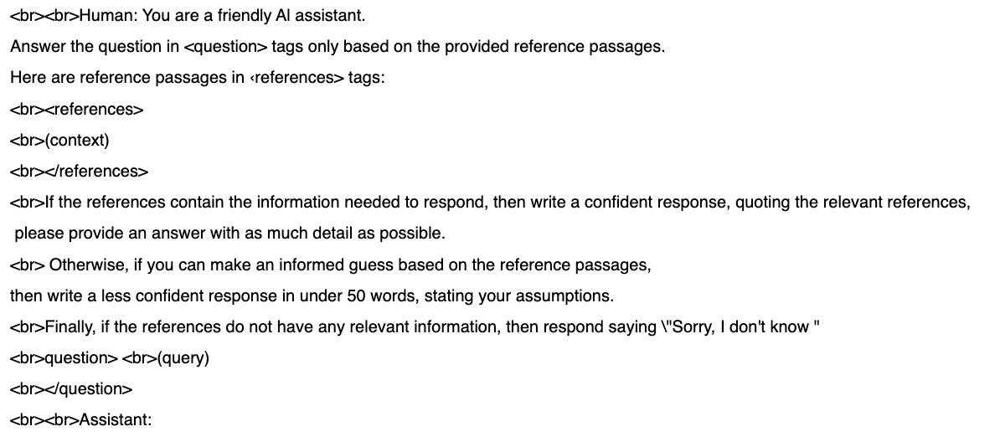 <br><br>Human: You are a friendly AI assistant.
Answer the question in <question> tags only based on the provided reference passages.
Here are reference passages in ‹references> tags:
<br><references>
<br>(context)
<br></references>
<br>If the references contain the information needed to respond, then write a confident response, quoting the relevant references,
please provide an answer with as much detail as possible.
<br> Otherwise, if you can make an informed guess based on the reference passages,
then write a less confident response in under 50 words, stating your assumptions.
<br>Finally, if the references do not have any relevant information, then respond saying \"Sorry, I don't know "
<br>question> <br>(query)
<br></question>
<br><br>Assistant: